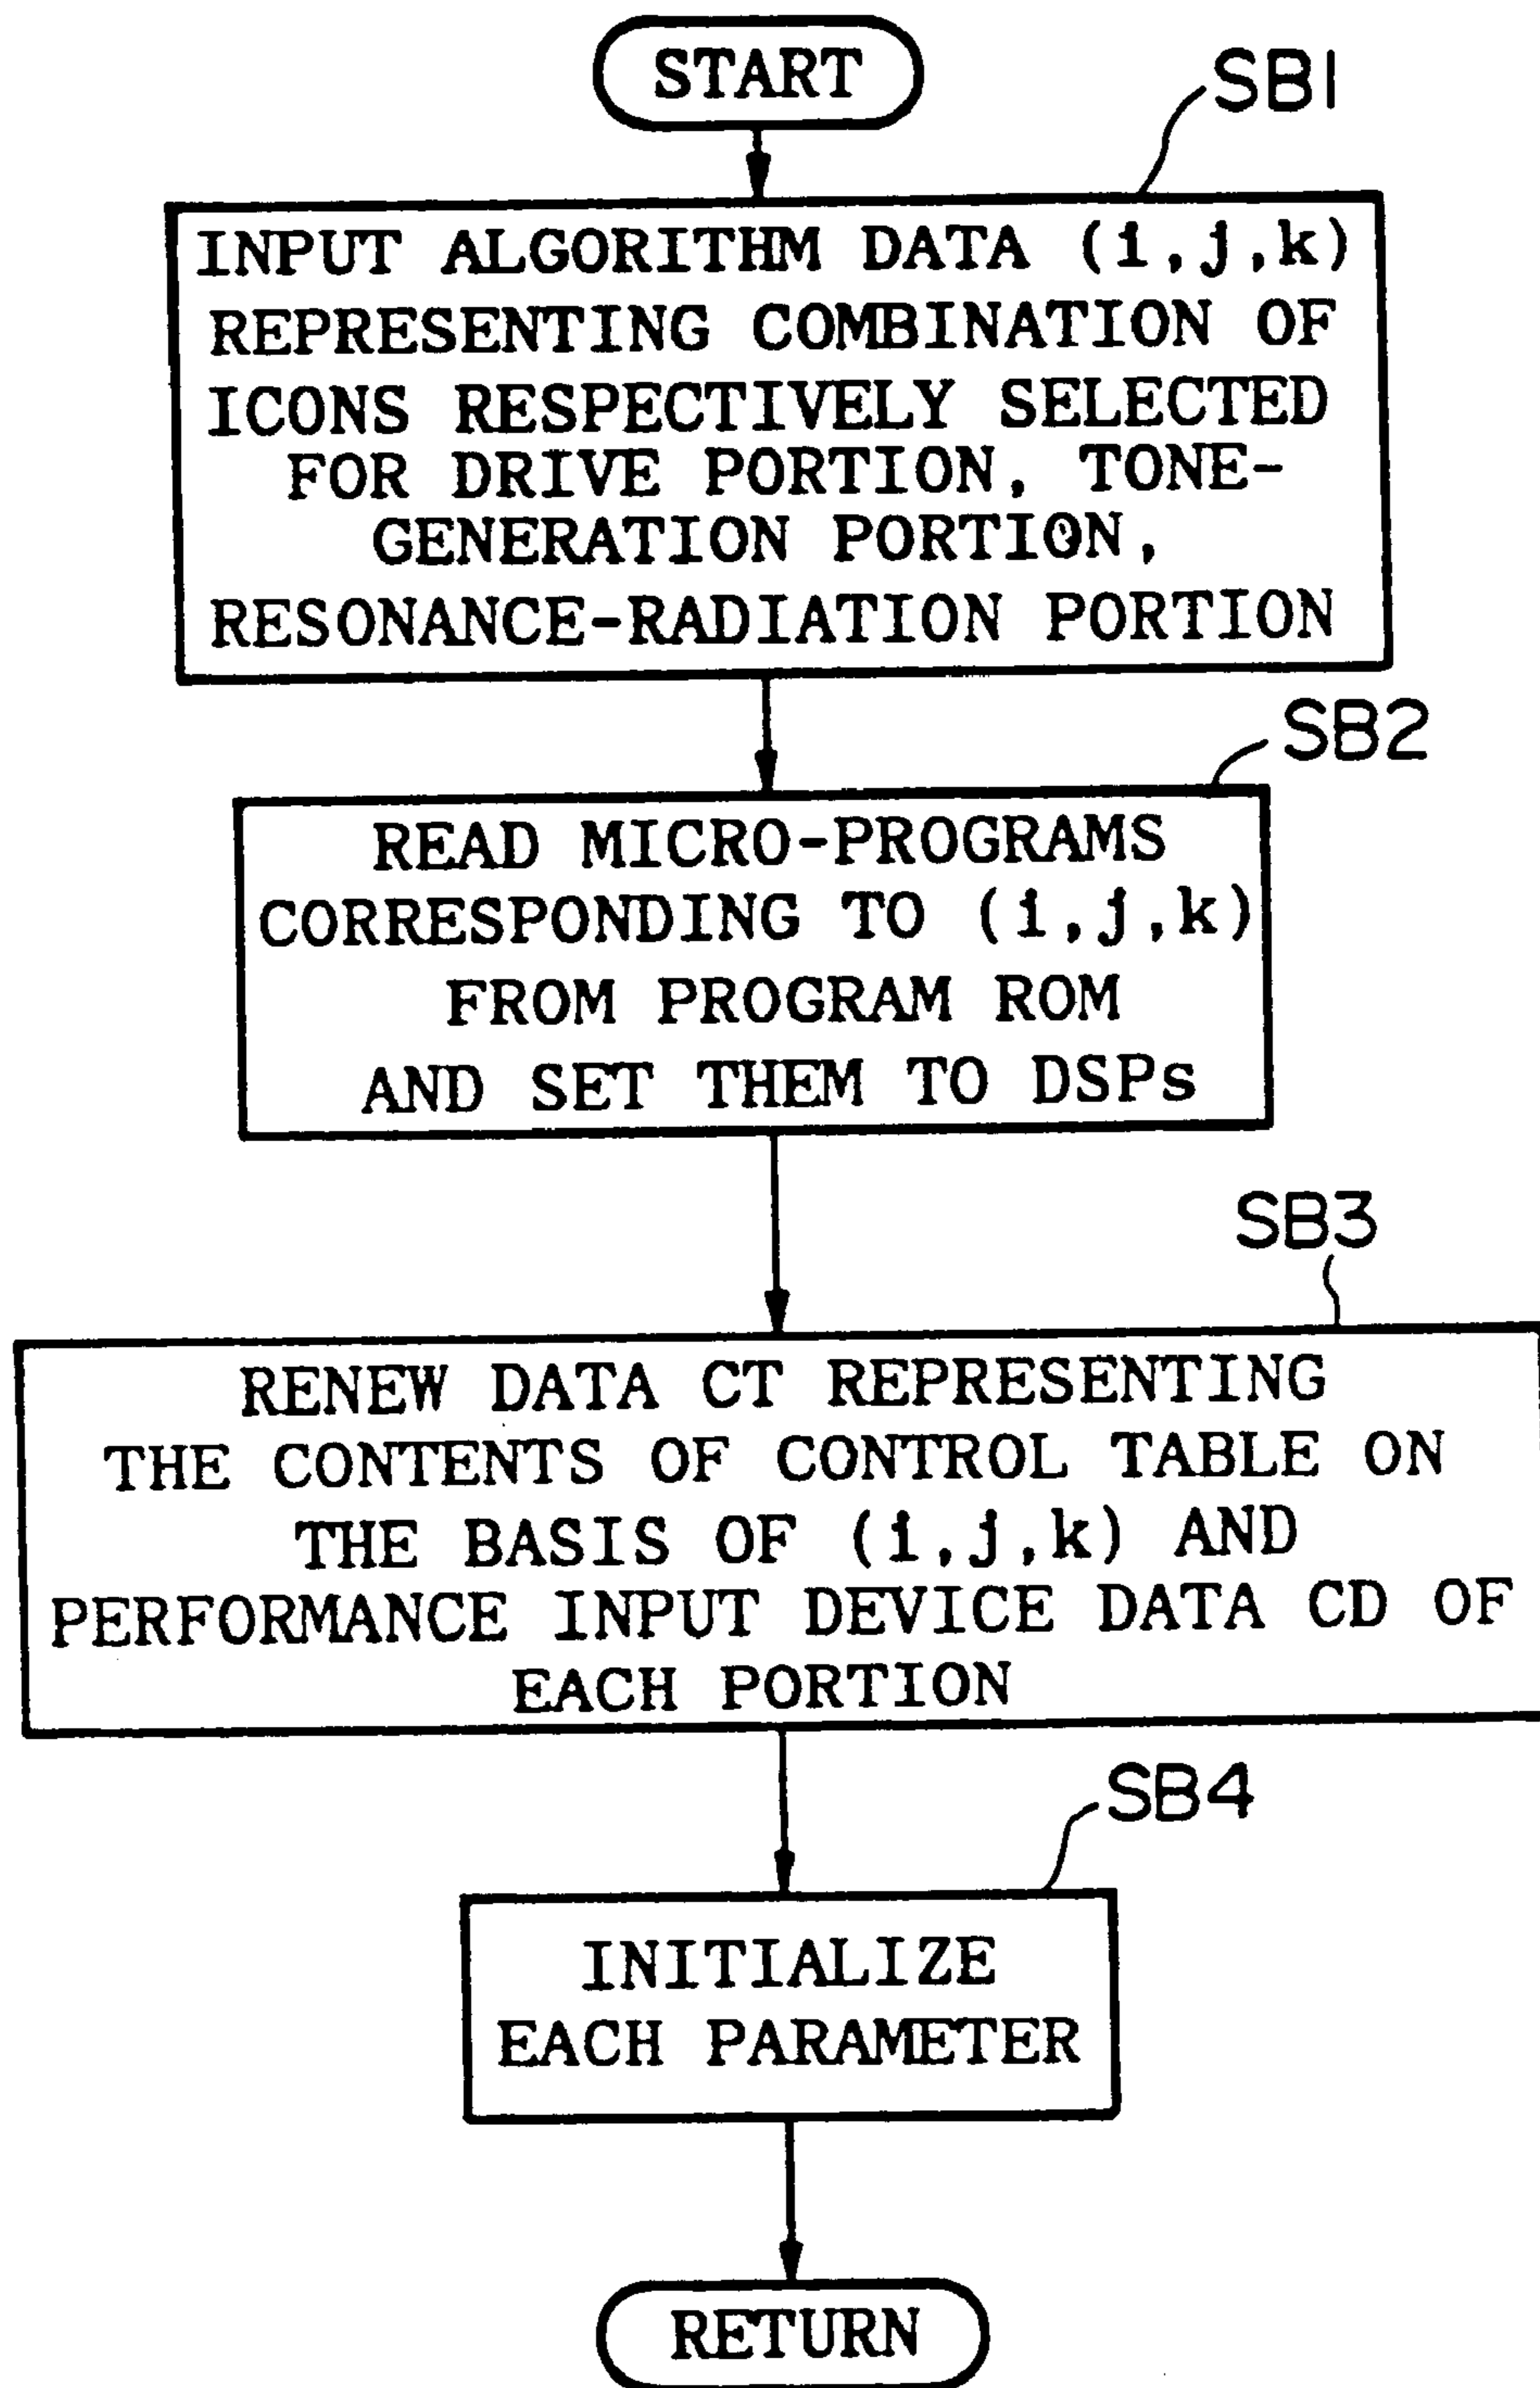 START
SB1
INPUT ALGORITHM DATA (i,j,k)
REPRESENTING COMBINATION OF
ICONS RESPECTIVELY SELECTED
FOR DRIVE PORTION, TONE-
GENERATION PORTION,
RESONANCE-RADIATION PORTION
SB2
READ MICRO-PROGRAMS
CORRESPONDING TO (i,j,k)
FROM PROGRAM ROM
AND SET THEM TO DSPs
SB3
RENEW DATA CT REPRESENTING
THE CONTENTS OF CONTROL TABLE ON
THE BASIS OF (i,j,k) AND
PERFORMANCE INPUT DEVICE DATA CD OF
EACH PORTION
SB4
INITIALIZE
EACH PARAMETER
RETURN